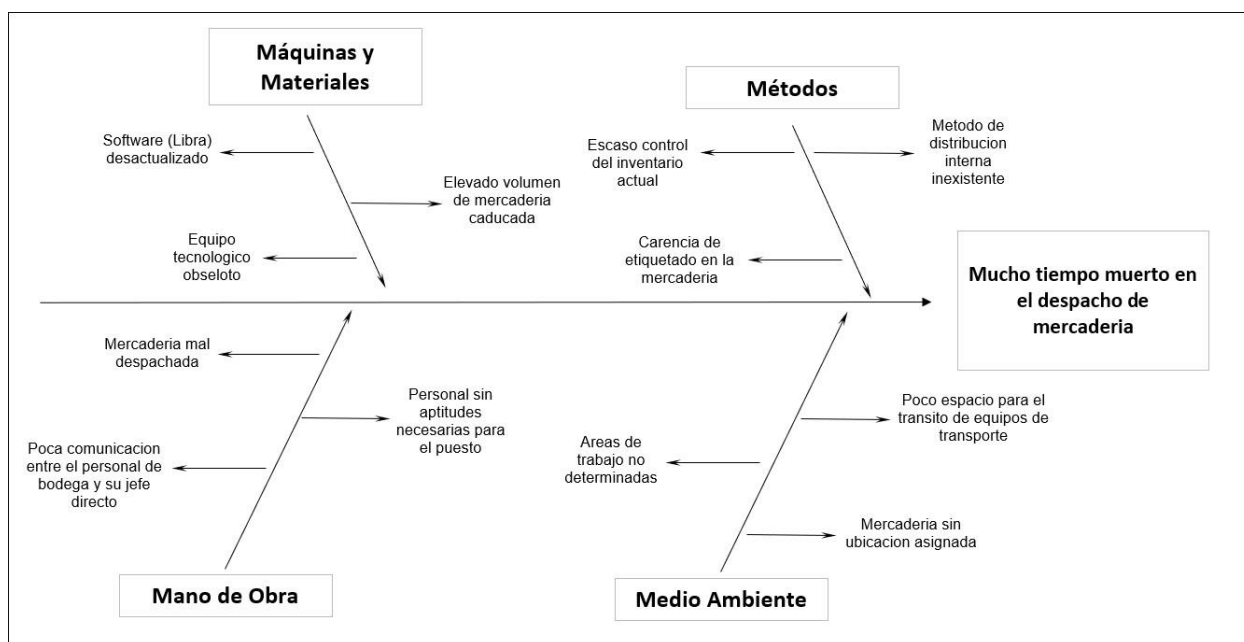 Máquinas y
Materiales
Métodos
Software (Libra)
desactualizado
Elevado volumen
de mercaderia
caducada
Equipo
tecnologico
obseloto
Escaso control
del inventario
actual
Metodo de
distribucion
interna
inexistente
Carencia de
etiquetado en la
mercaderia
Mucho tiempo muerto en
el despacho de
mercaderia
Mercaderia mal
despachada
Personal sin
aptitudes
necesarias para
el puesto
Poca comunicacion
entre el personal de
bodega y su jefe
directo
Poco espacio para el
transito de equipos de
transporte
Areas de
trabajo no
determinadas
Mercaderia sin
ubicacion asignada
Mano de Obra
Medio Ambiente